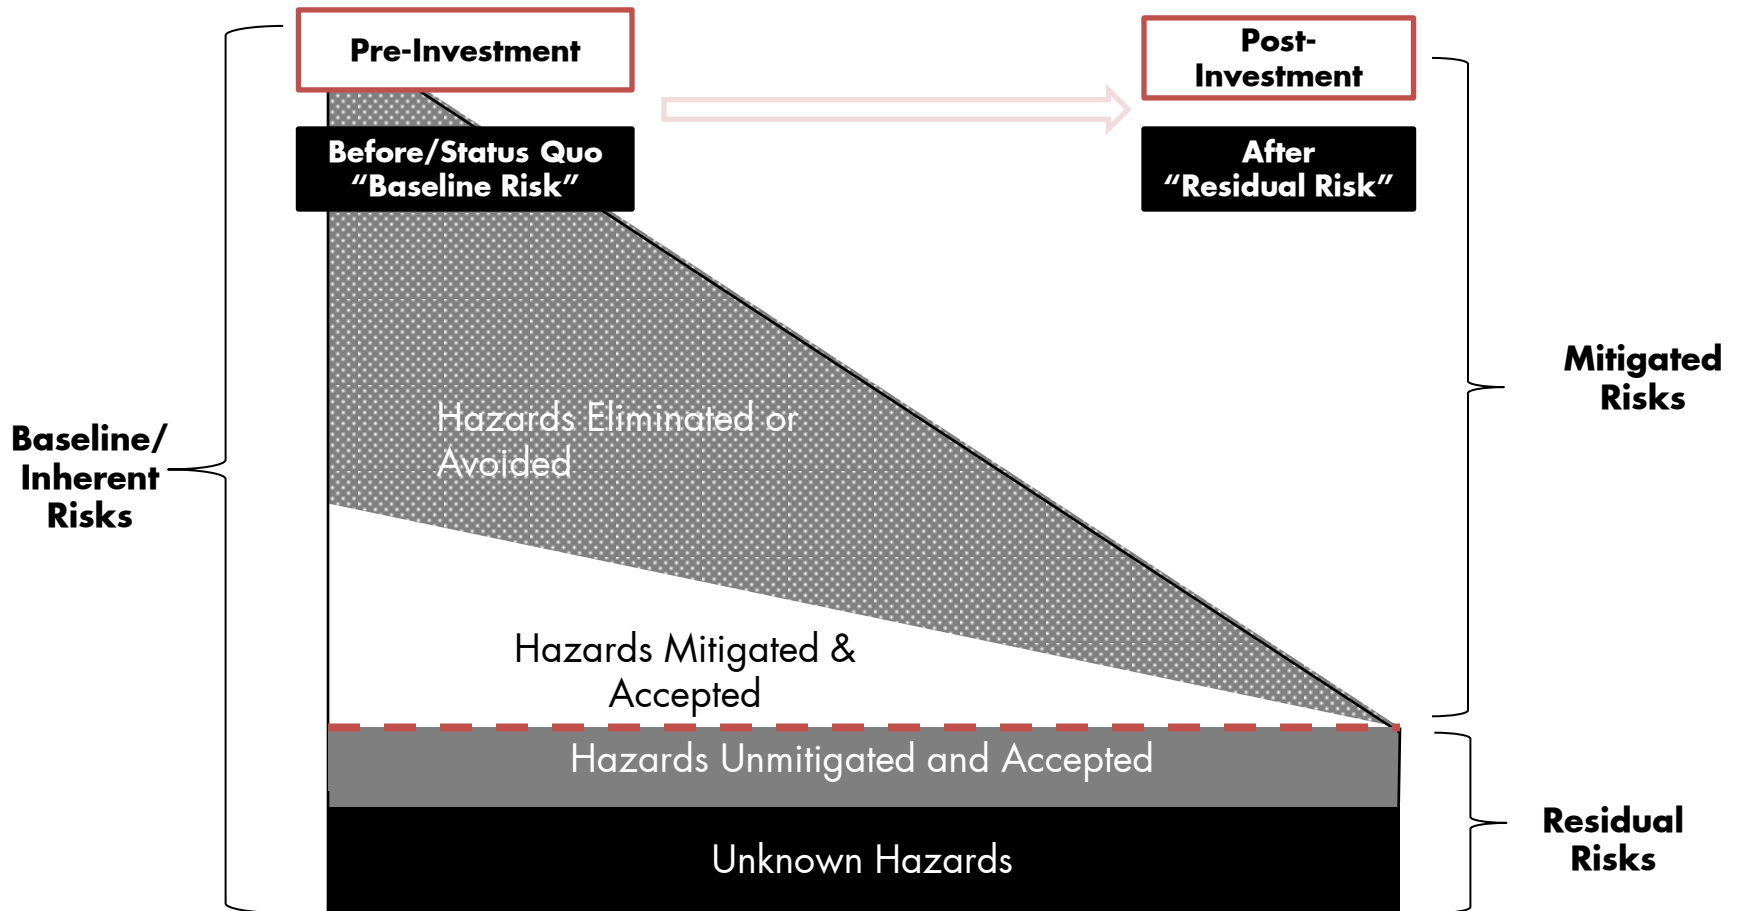 Pre-Investment
Post-
Investment
Before/Status Quo
“Baseline Risk”
After
“Residual Risk”
Mitigated
Risks
Baseline/
Inherent
Risks
Hazards Eliminated or
Avoided
Hazards Mitigated &
Accepted
Hazards Unmitigated and Accepted
Residual
Risks
Unknown Hazards